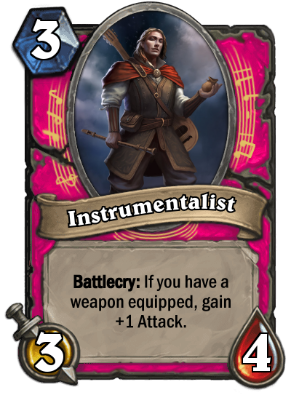 3
Instrumentalist
Battlecry: If you have a
weapon equipped, gain
+1 Attack.
3
4